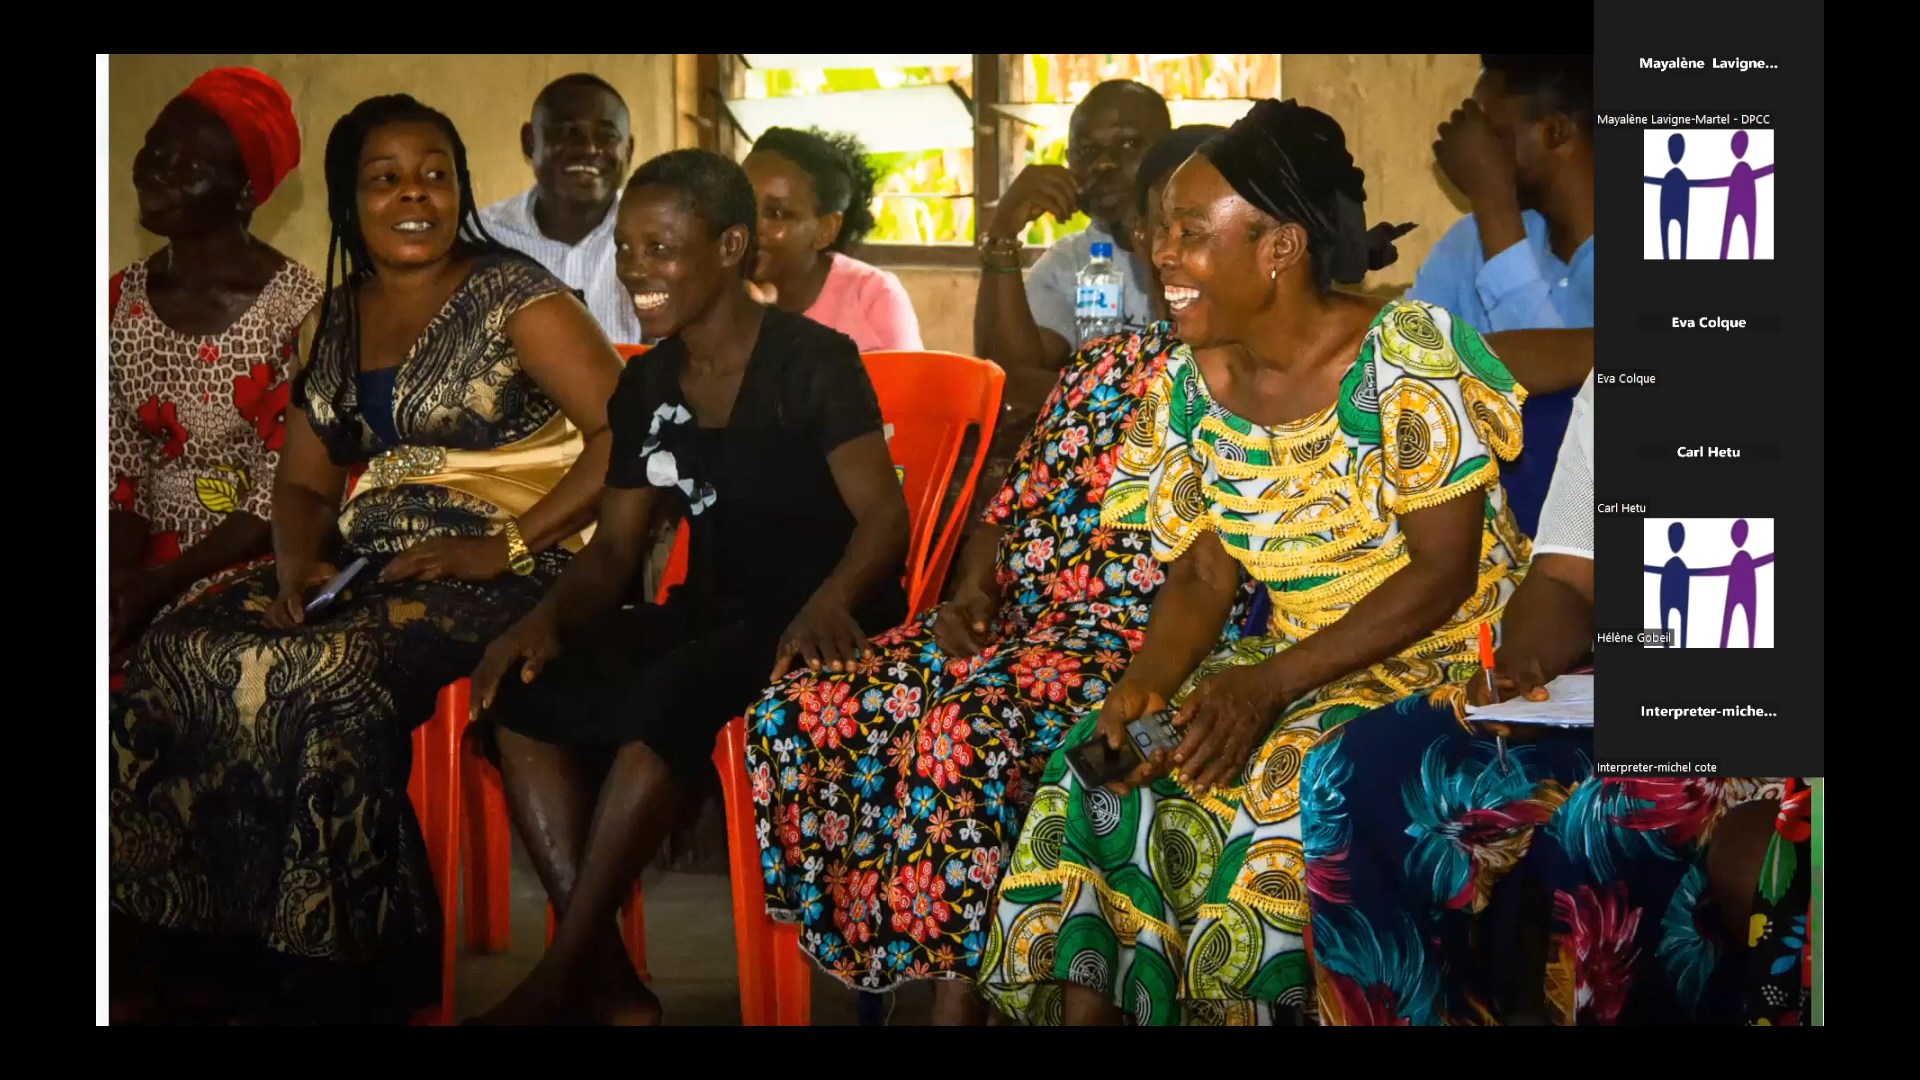 Mayalène Lavigne...
Mayalène Lavigne-Martel - DPCC
Eva Colque
Eva Colque
Carl Hetu
Carl Hetu
Hélène Gobeil
Interpreter-miche...
Interpreter-michel cote